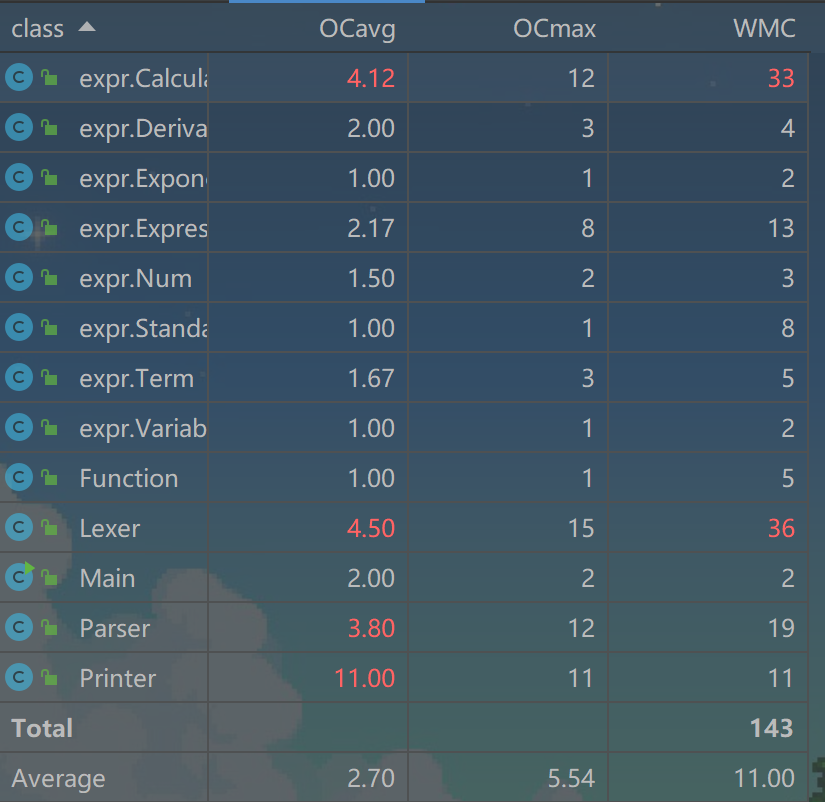 class OCavg OCmax WMC
C expr.Calcula 4.12 12 33
C expr.Deriva 2.00 3 4
C expr.Expon 1.00 1 2
C expr.Expres 2.17 8 13
C expr.Num 1.50 2 3
C expr.Standa 1.00 1 8
C expr.Term 1.67 3 5
C expr.Variab 1.00 1 2
C Function 1.00 1 5
C Lexer 4.50 15 36
C Main 2.00 2 2
C Parser 3.80 12 19
C Printer 11.00 11 11
Total 143
Average 2.70 5.54 11.00